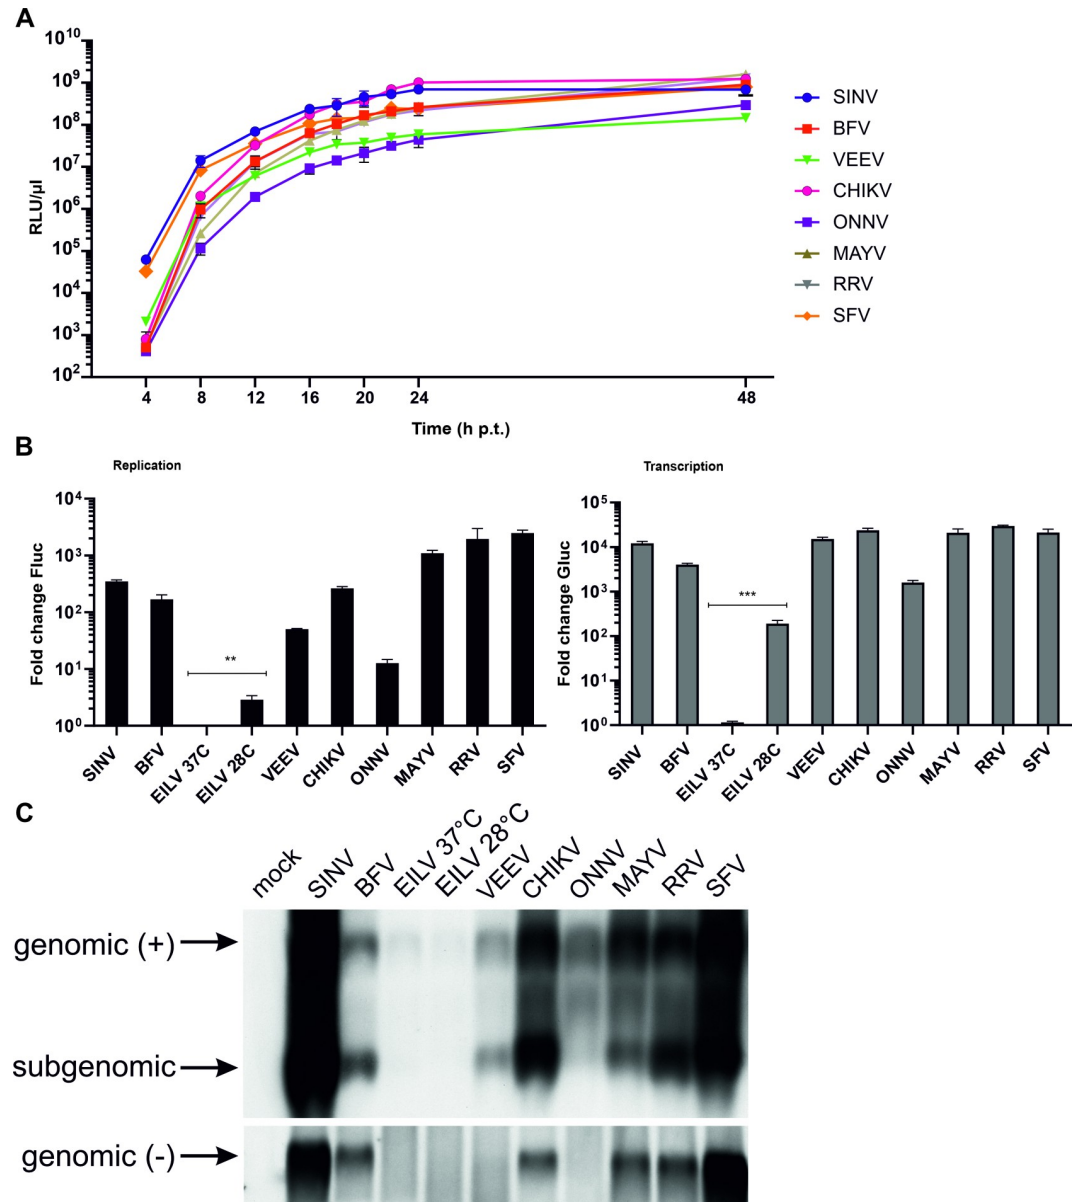 A
10^10
10^9
10^8
10^7
10^6
10^5
10^4
10^3
10^2
RLU/µl
4 8 12 16 20 24 48
Time (h p.t.)
SINV
BFV
VEEV
CHIKV
ONNV
MAYV
RRV
SFV
B
Replication
10^4
10^3
10^2
10^1
10^0
Fold change Fluc
**
SINV BFV EILV 37C EILV 28C VEEV CHIKV ONNV MAYV RRV SFV
Transcription
10^5
10^4
10^3
10^2
10^1
10^0
Fold change Gluc
***
SINV BFV EILV 37C EILV 28C VEEV CHIKV ONNV MAYV RRV SFV
C
mock SINV BFV EILV 37°C EILV 28°C VEEV CHIKV ONNV MAYV RRV SFV
genomic (+)
subgenomic
genomic (-)